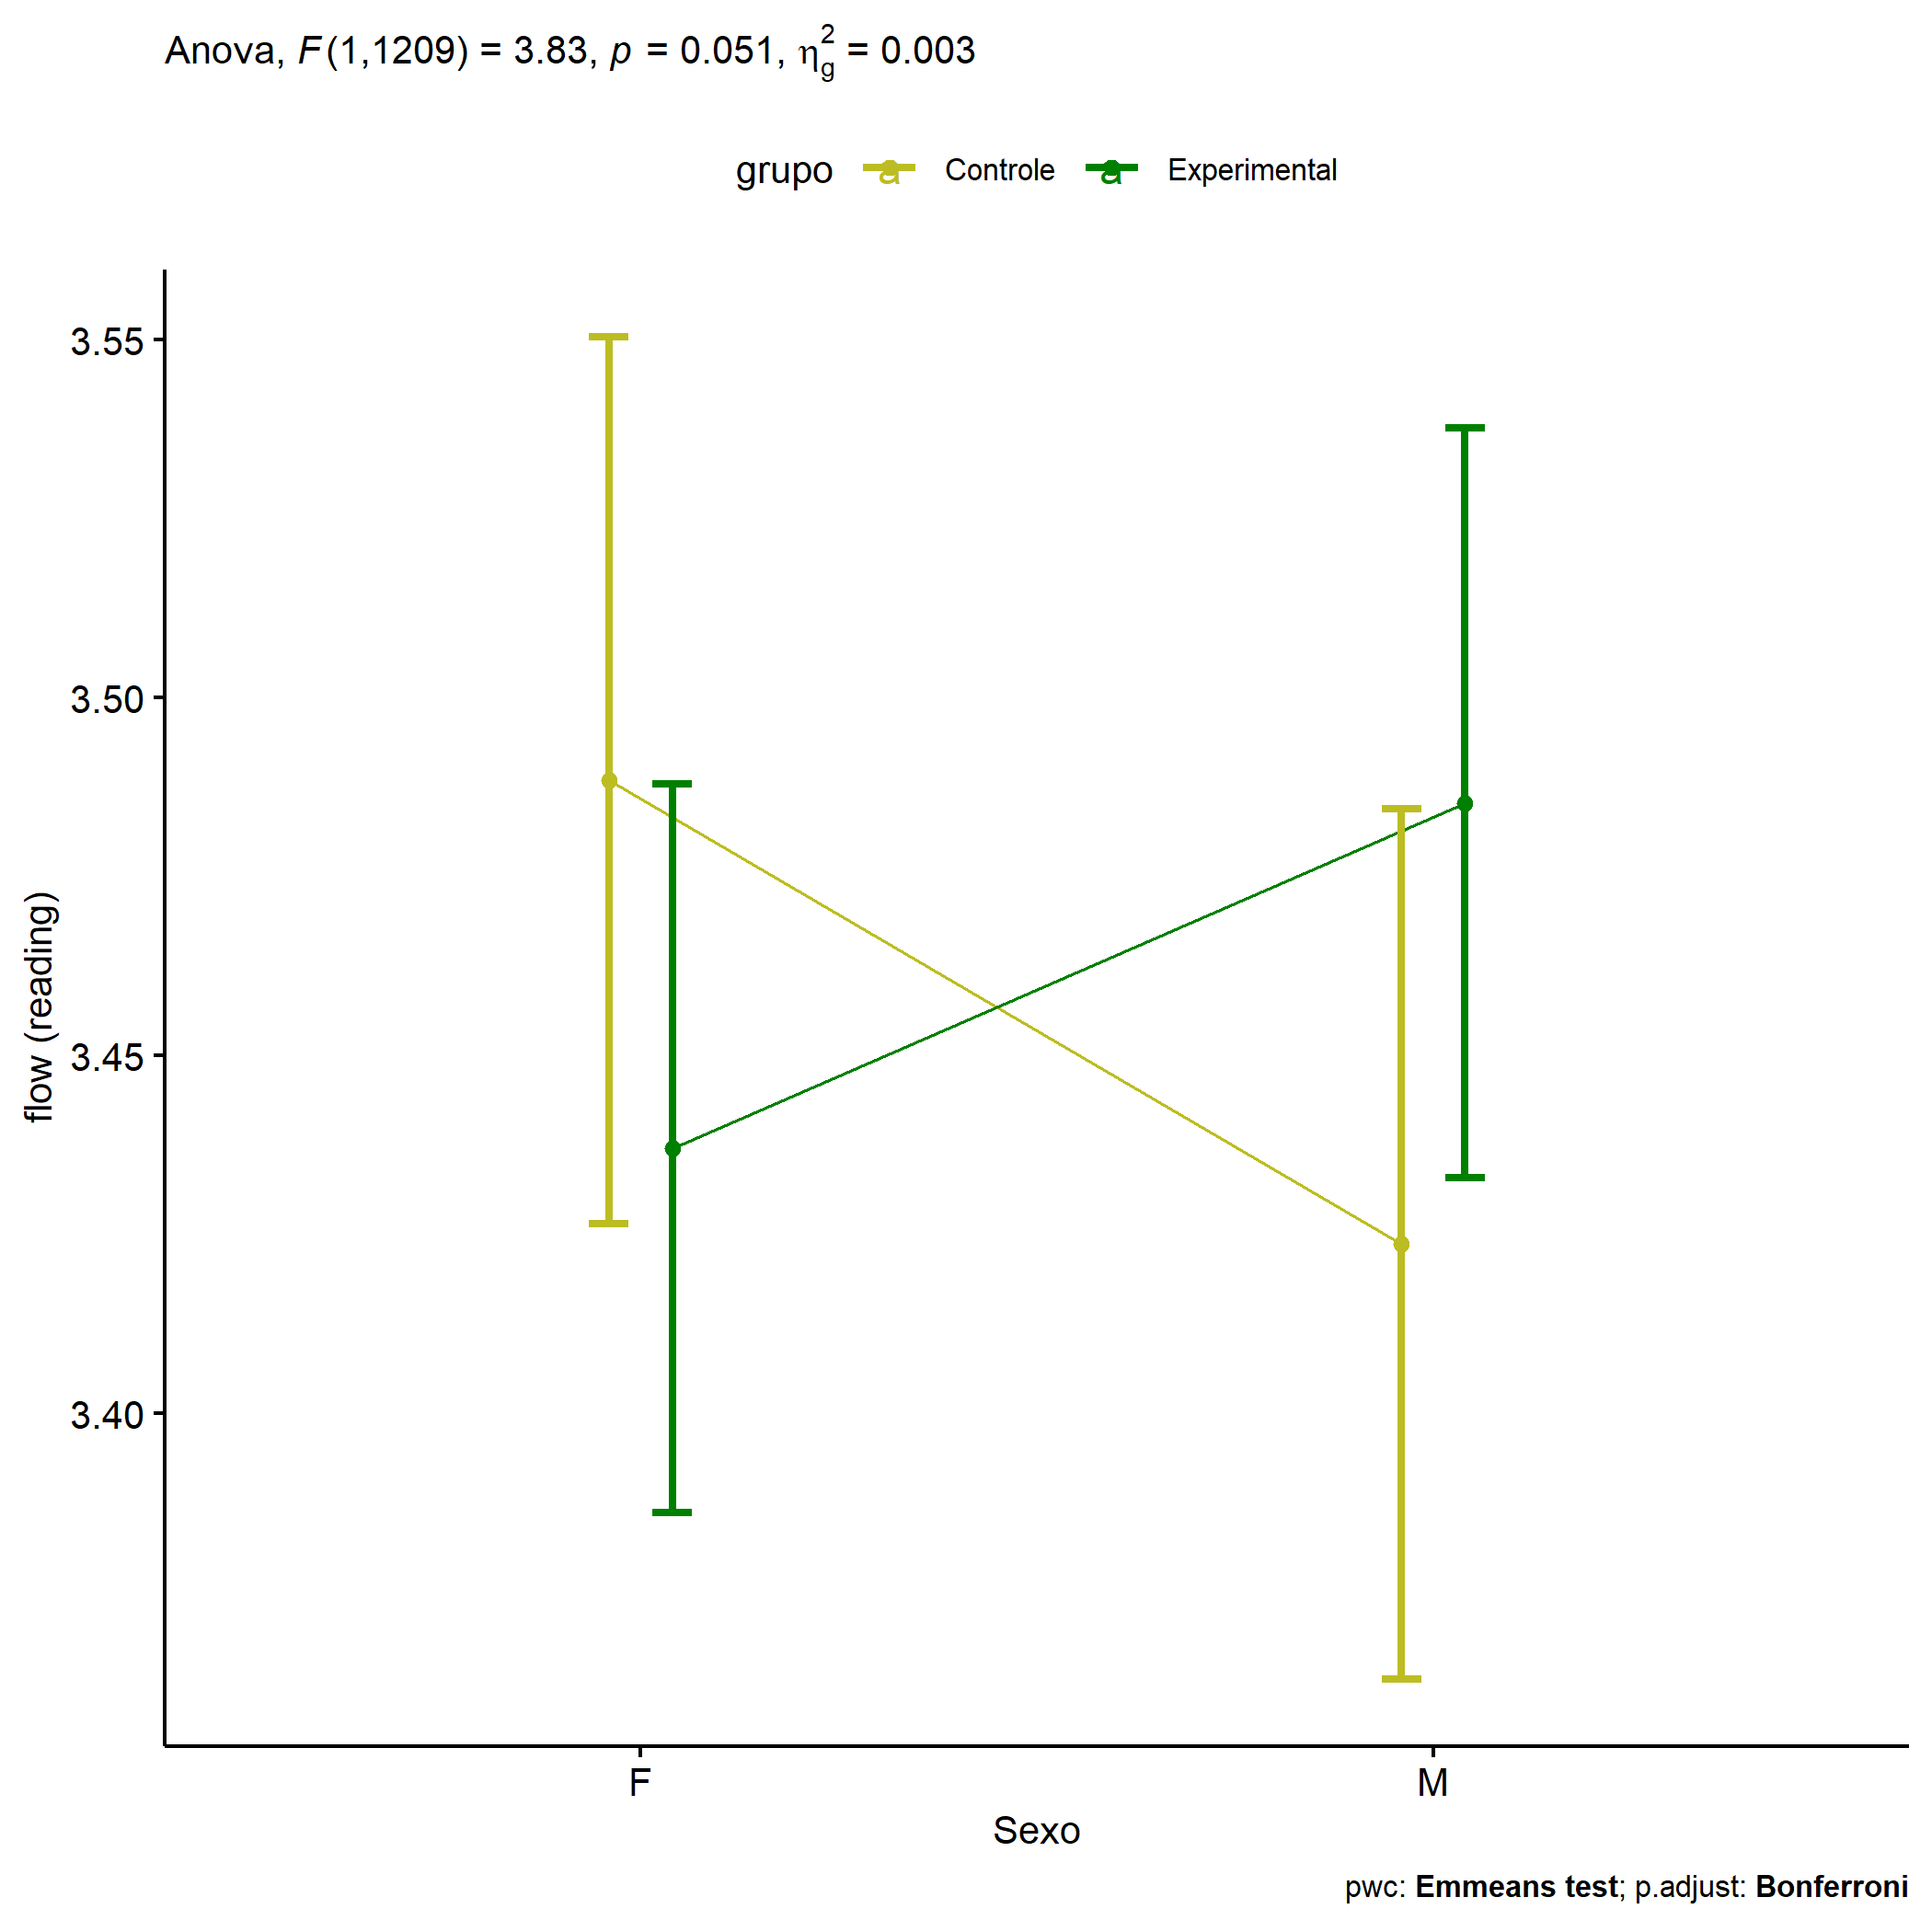 Anova, F(1,1209) = 3.83, p = 0.051, η²g = 0.003
grupo a Controle a Experimental
3.55
3.50
3.45
3.40
flow (reading)
F M
Sexo
pwc: Emmeans test; p.adjust: Bonferroni